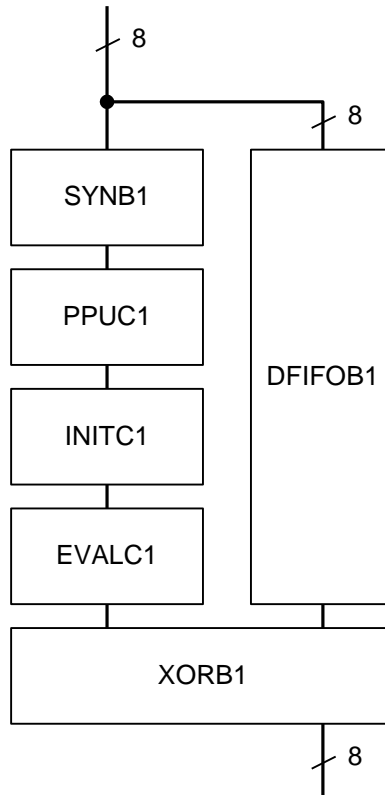 8
8
SYNB1
PPUC1
DFIFOB1
INITC1
EVALC1
XORB1
8